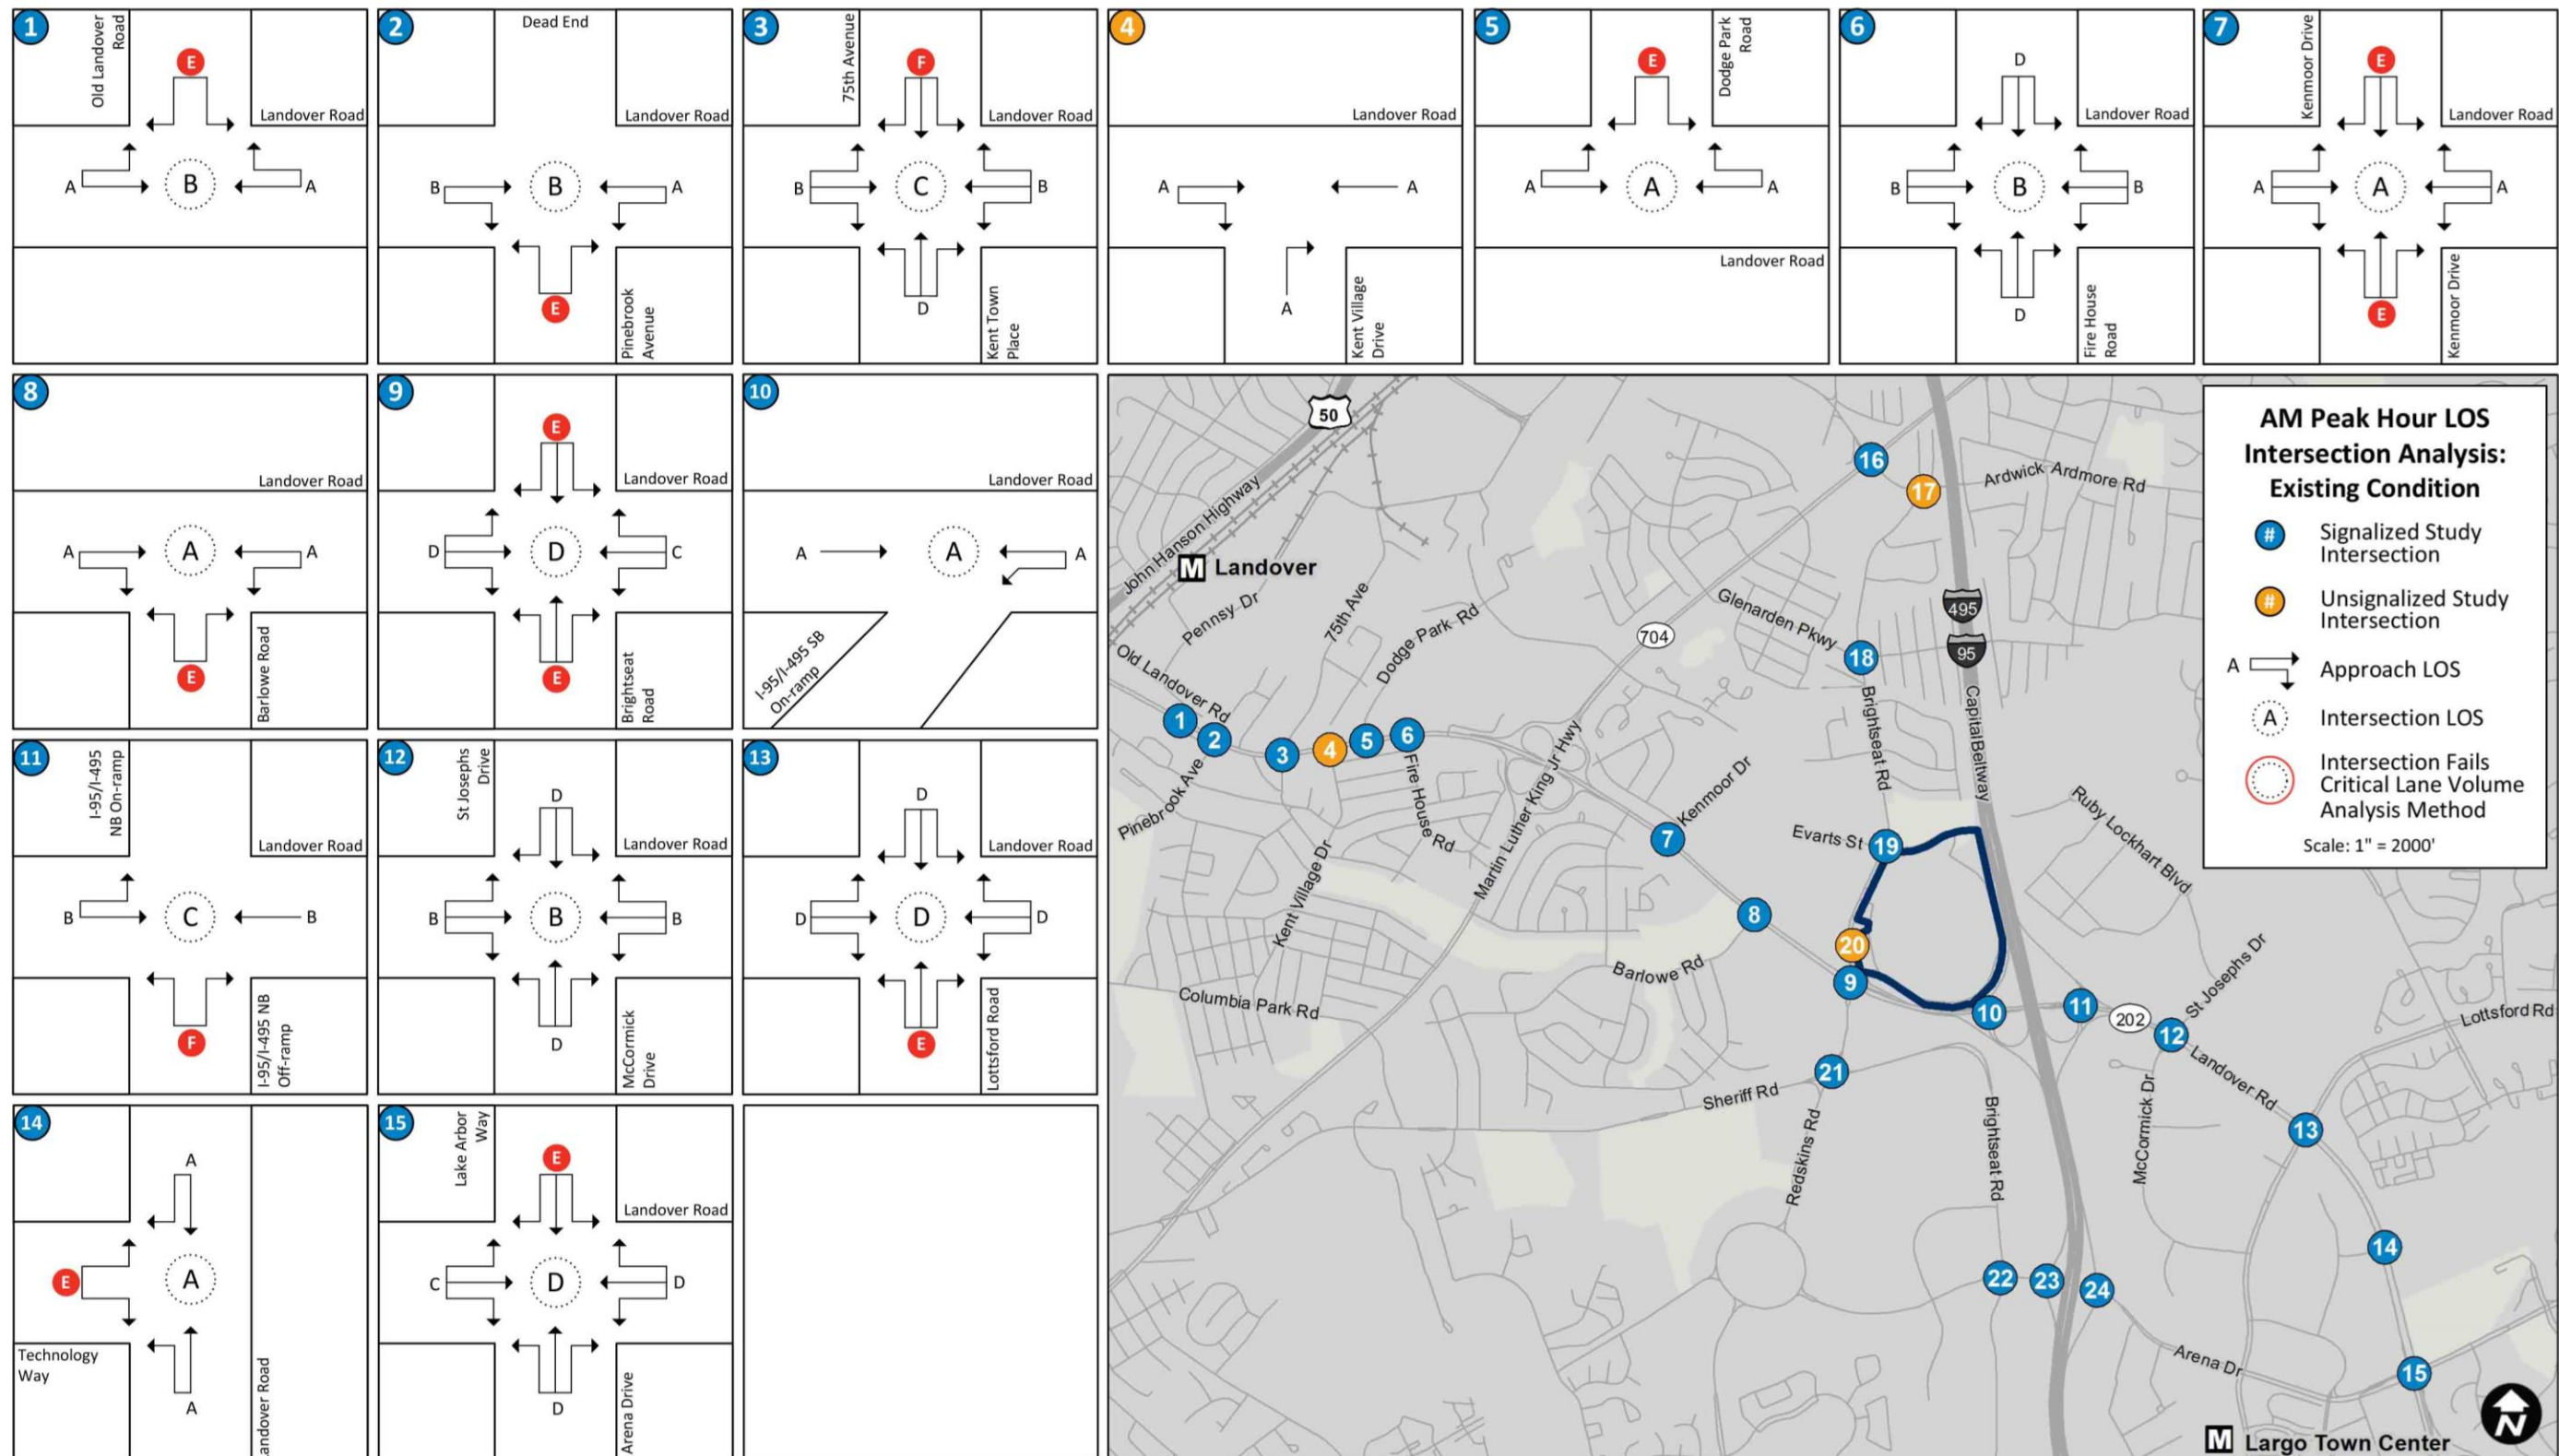 1
Old Landover
Road
E
Landover Road
A
B
A
2
Dead End
Landover Road
B
B
A
E
Pinebrook
Avenue
3
75th Avenue
F
Landover Road
B
C
B
D
Kent Town
Place
4
Landover Road
A
A
A
Kent Village
Drive
5
E
Dodge Park
Road
A
A
A
Landover Road
6
D
Landover Road
B
B
B
D
Fire House
Road
7
Kenmoor Drive
E
Landover Road
A
A
A
E
Kenmoor Drive
8
Landover Road
A
A
A
E
Barlowe Road
9
E
Landover Road
D
D
C
E
Brightseat
Road
10
Landover Road
A
A
A
I-95/I-495 SB
On-ramp
11
I-95/I-495
NB On-ramp
Landover Road
B
C
B
F
I-95/I-495 NB
Off-ramp
12
St Josephs
Drive
D
Landover Road
B
B
B
D
McCormick
Drive
13
D
Landover Road
D
D
D
E
Lottsford Road
14
A
E
A
Technology
Way
A
andover Road
15
Lake Arbor
Way
E
Landover Road
C
D
D
D
Arena Drive
50
John Hanson Highway
M Landover
Pennsy Dr
75th Ave
Dodge Park Rd
Old Landover Rd
1
2
3
4
5
6
Pinebrook Ave
Fire House Rd
Kent Village Dr
Martin Luther King Jr Hwy
704
Kenmoor Dr
7
8
Columbia Park Rd
Barlowe Rd
16
17
Ardwick Ardmore Rd
Glenarden Pkwy
18
495
95
Brightseat Rd
CapitalBeltway
Evarts St
19
Ruby Lockhart Blvd
20
9
10
11
202
12
St Josephs Dr
Lottsford Rd
Landover Rd
21
Sheriff Rd
Redskins Rd
Brightseat Rd
McCormick Dr
13
14
22
23
24
Arena Dr
15
M Largo Town Center
N
AM Peak Hour LOS
Intersection Analysis:
Existing Condition
# Signalized Study
Intersection
# Unsignalized Study
Intersection
A Approach LOS
A Intersection LOS
Intersection Fails
Critical Lane Volume
Analysis Method
Scale: 1" = 2000'